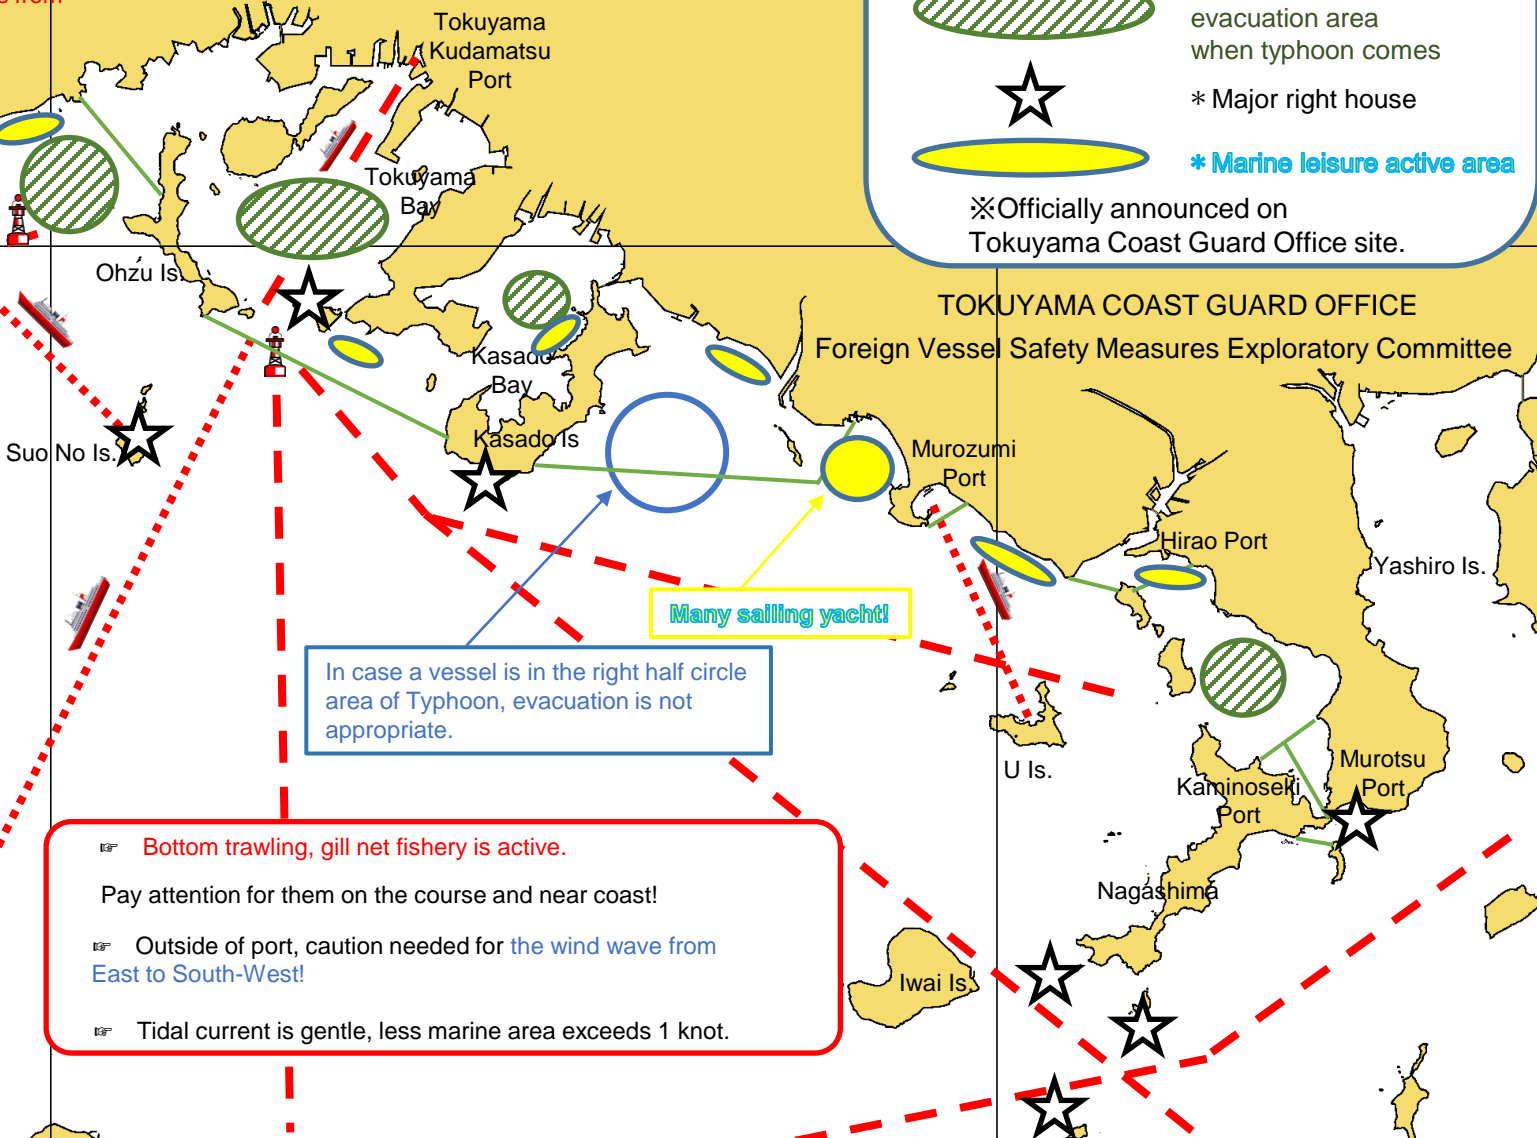 s from
Tokuyama
Kudamatsu
Port
evacuation area
when typhoon comes
* Major right house
* Marine leisure active area
※Officially announced on
Tokuyama Coast Guard Office site.
Tokuyama
Bay
Ohzu Is.
TOKUYAMA COAST GUARD OFFICE
Foreign Vessel Safety Measures Exploratory Committee
Kasado
Bay
Kasado Is
Suo No Is.
Murozumi
Port
Hirao Port
Yashiro Is.
Many sailing yacht!
In case a vessel is in the right half circle
area of Typhoon, evacuation is not
appropriate.
U Is.
Murotsu
Port
Kaminoseki
Port
Nagashima
Iwai Is.
☞ Bottom trawling, gill net fishery is active.
Pay attention for them on the course and near coast!
☞ Outside of port, caution needed for the wind wave from
East to South-West!
☞ Tidal current is gentle, less marine area exceeds 1 knot.